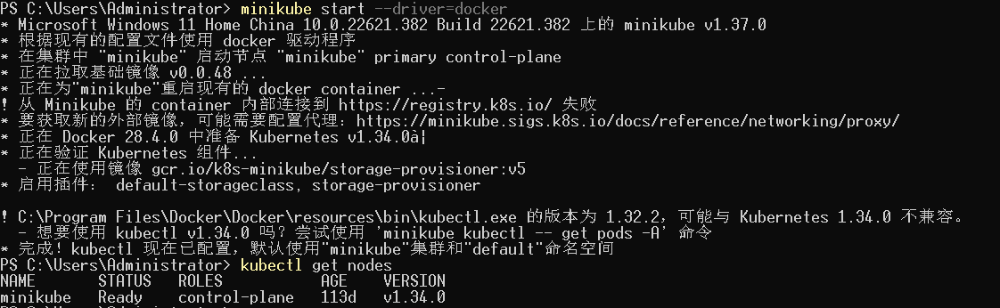 PS C:\Users\Administrator> minikube start --driver=docker
* Microsoft Windows 11 Home China 10.0.22621.382 Build 22621.382 上的 minikube v1.37.0
* 根据现有的配置文件使用 docker 驱动程序
* 在集群中 "minikube" 启动节点 "minikube" primary control-plane
* 正在拉取基础镜像 v0.0.48 ...
* 正在为"minikube"重启现有的 docker container ...-
! 从 Minikube 的 container 内部连接到 https://registry.k8s.io/ 失败
* 要获取新的外部镜像，可能需要配置代理：https://minikube.sigs.k8s.io/docs/reference/networking/proxy/
* 正在 Docker 28.4.0 中准备 Kubernetes v1.34.0â¦
* 正在验证 Kubernetes 组件...
  - 正在使用镜像 gcr.io/k8s-minikube/storage-provisioner:v5
* 启用插件： default-storageclass, storage-provisioner
! C:\Program Files\Docker\Docker\resources\bin\kubectl.exe 的版本为 1.32.2，可能与 Kubernetes 1.34.0 不兼容。
  - 想要使用 kubectl v1.34.0 吗？尝试使用 'minikube kubectl -- get pods -A' 命令
* 完成！kubectl 现在已配置，默认使用"minikube"集群和"default"命名空间
PS C:\Users\Administrator> kubectl get nodes
NAME       STATUS   ROLES           AGE    VERSION
minikube   Ready    control-plane   113d   v1.34.0